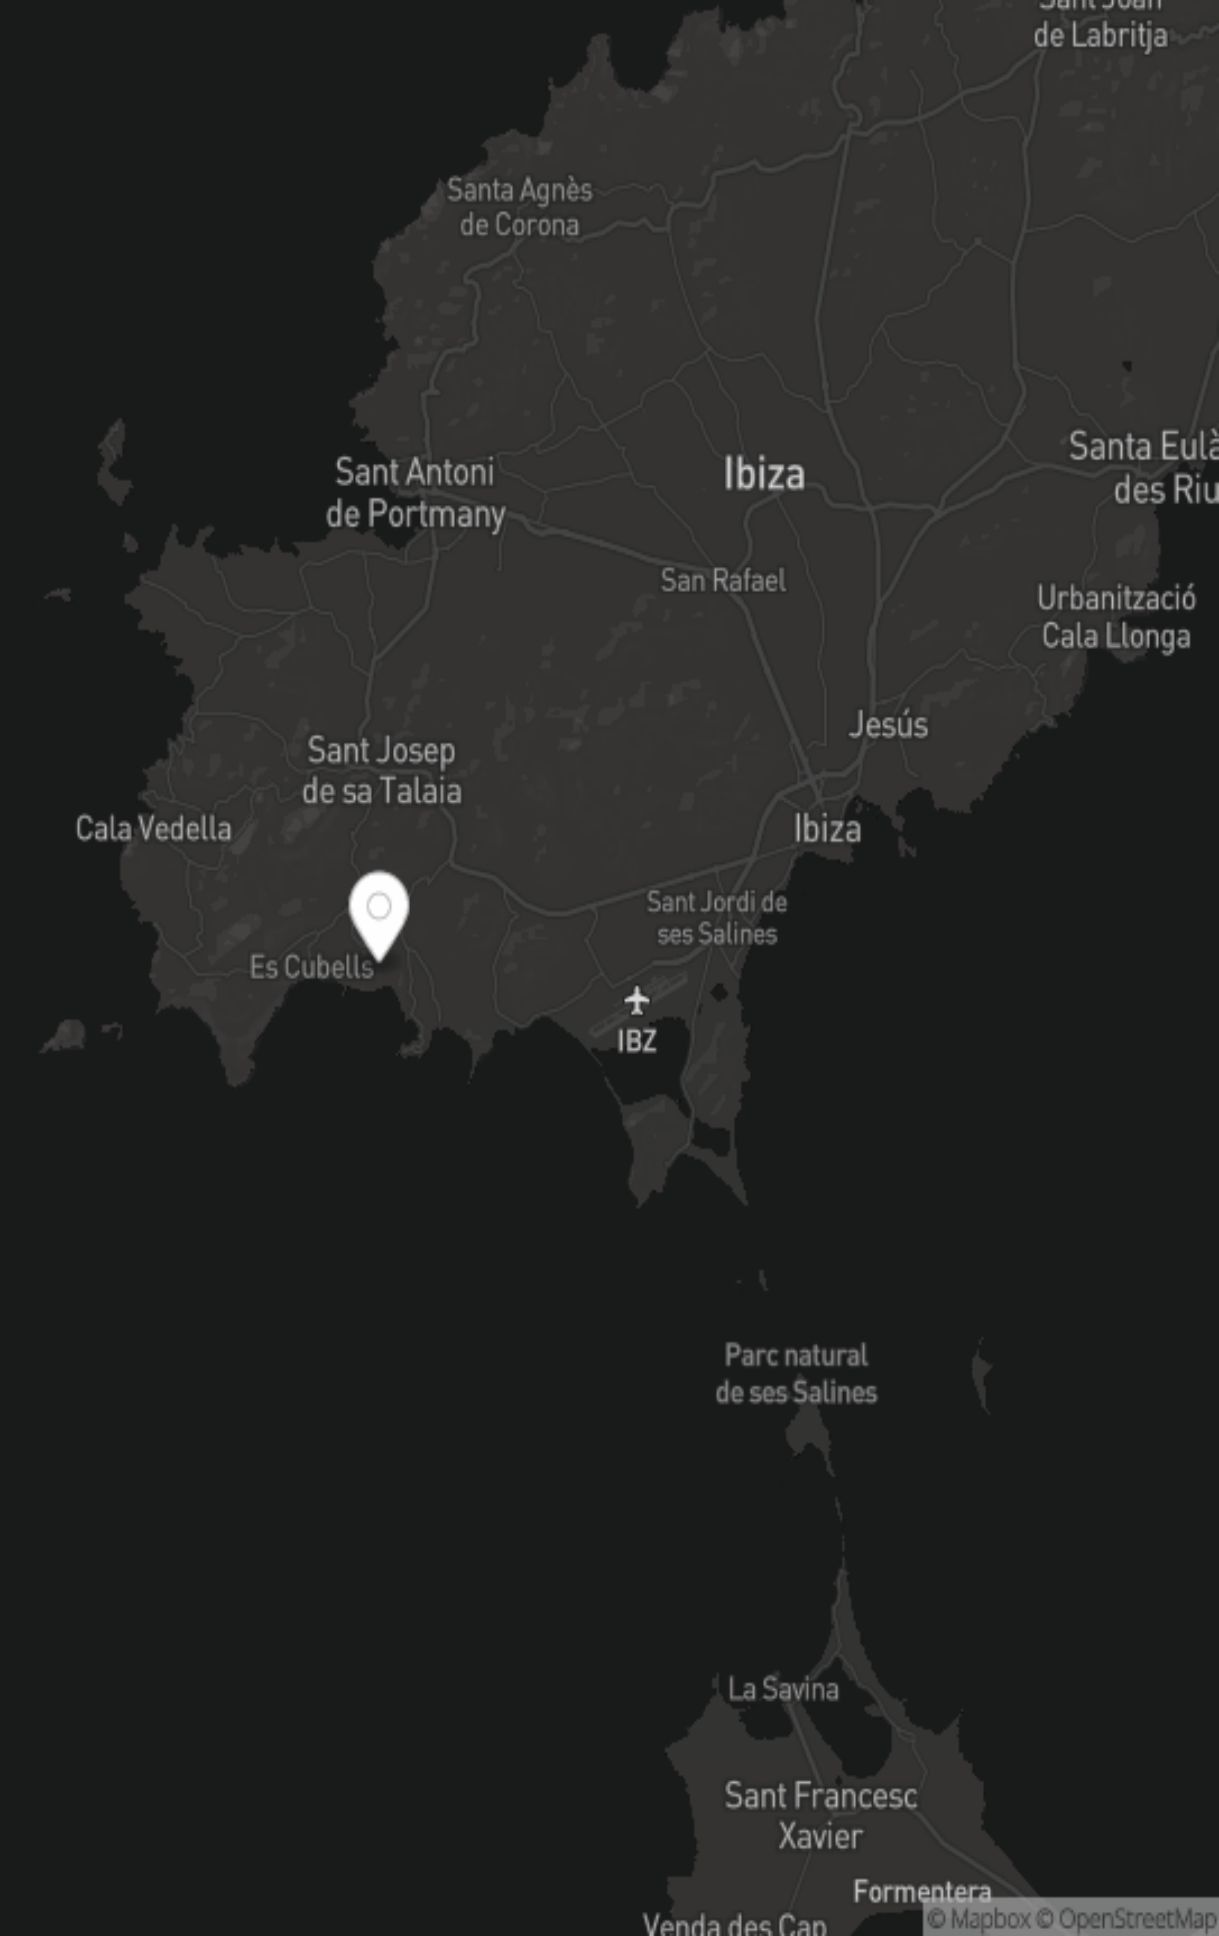 Sant Joan
de Labritja
Santa Agnès
de Corona
Sant Antoni
de Portmany
Ibiza
Santa Eulà
des Riu
San Rafael
Urbanització
Cala Llonga
Jesús
Sant Josep
de sa Talaia
Cala Vedella
Ibiza
Sant Jordi de
ses Salines
Es Cubells
IBZ
Parc natural
de ses Salines
La Savina
Sant Francesc
Xavier
Formentera
Venda des Cap
© Mapbox © OpenStreetMap